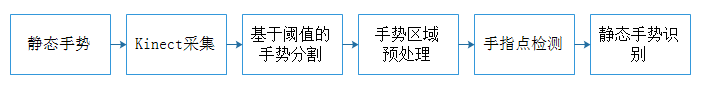 静态手势
Kinect采集
基于阈值的
手势分割
手势区域
预处理
手指点检测
静态手势识
别